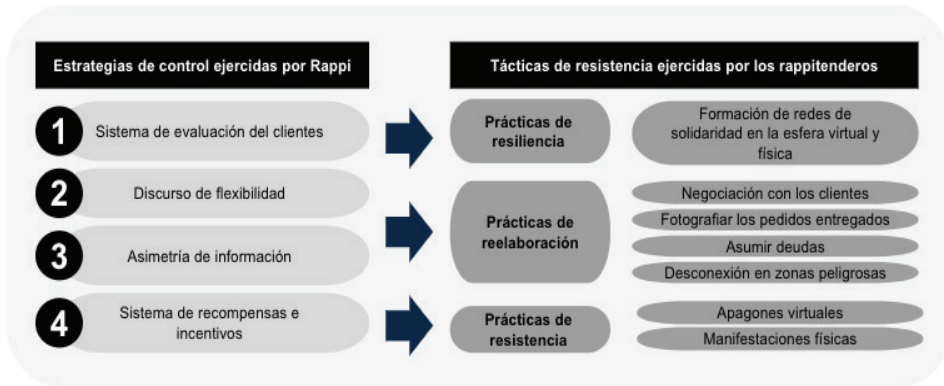 Estrategias de control ejercidas por Rappi
Tácticas de resistencia ejercidas por los rappitenderos
1
Sistema de evaluación del clientes
2
Discurso de flexibilidad
3
Asimetría de información
4
Sistema de recompensas e
incentivos
Prácticas de
resiliencia
Formación de redes de
solidaridad en la esfera virtual y
física
Prácticas de
reelaboración
Negociación con los clientes
Fotografiar los pedidos entregados
Asumir deudas
Desconexión en zonas peligrosas
Prácticas de
resistencia
Apagones virtuales
Manifestaciones físicas